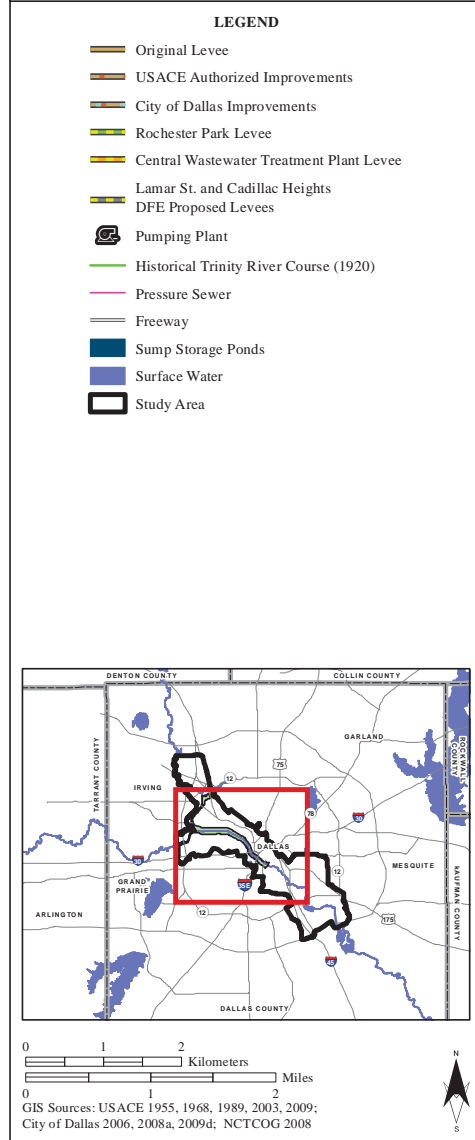 LEGEND
Original Levee
USACE Authorized Improvements
City of Dallas Improvements
Rochester Park Levee
Central Wastewater Treatment Plant Levee
Lamar St. and Cadillac Heights
DFE Proposed Levees
Pumping Plant
Historical Trinity River Course (1920)
Pressure Sewer
Freeway
Sump Storage Ponds
Surface Water
Study Area
DENTON COUNTY
COLLIN COUNTY
TARRANT COUNTY
ROCKWALL
COUNTY
GARLAND
75
12
IRVING
78
30
DALLAS
30
MESQUITE
12
GRAND
PRAIRIE
35E
KAUFMAN COUNTY
ARLINGTON
12
175
45
DALLAS COUNTY
0 1 2
Kilometers
Miles
0 1 2
N
S
GIS Sources: USACE 1955, 1968, 1989, 2003, 2009;
City of Dallas 2006, 2008a, 2009d; NCTCOG 2008